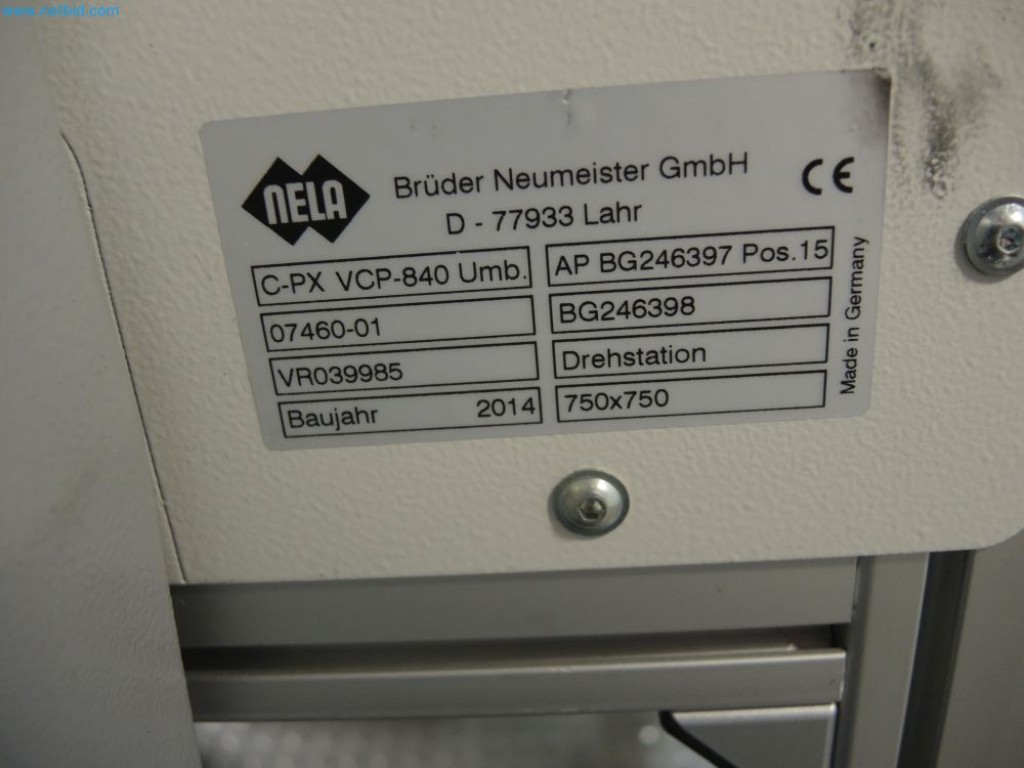 www.netbid.com
NELA
Brüder Neumeister GmbH
D - 77933 Lahr
CE
C-PX VCP-840 Umb.
AP BG246397 Pos.15
07460-01
BG246398
VR039985
Drehstation
Baujahr 2014
750x750
Made in Germany